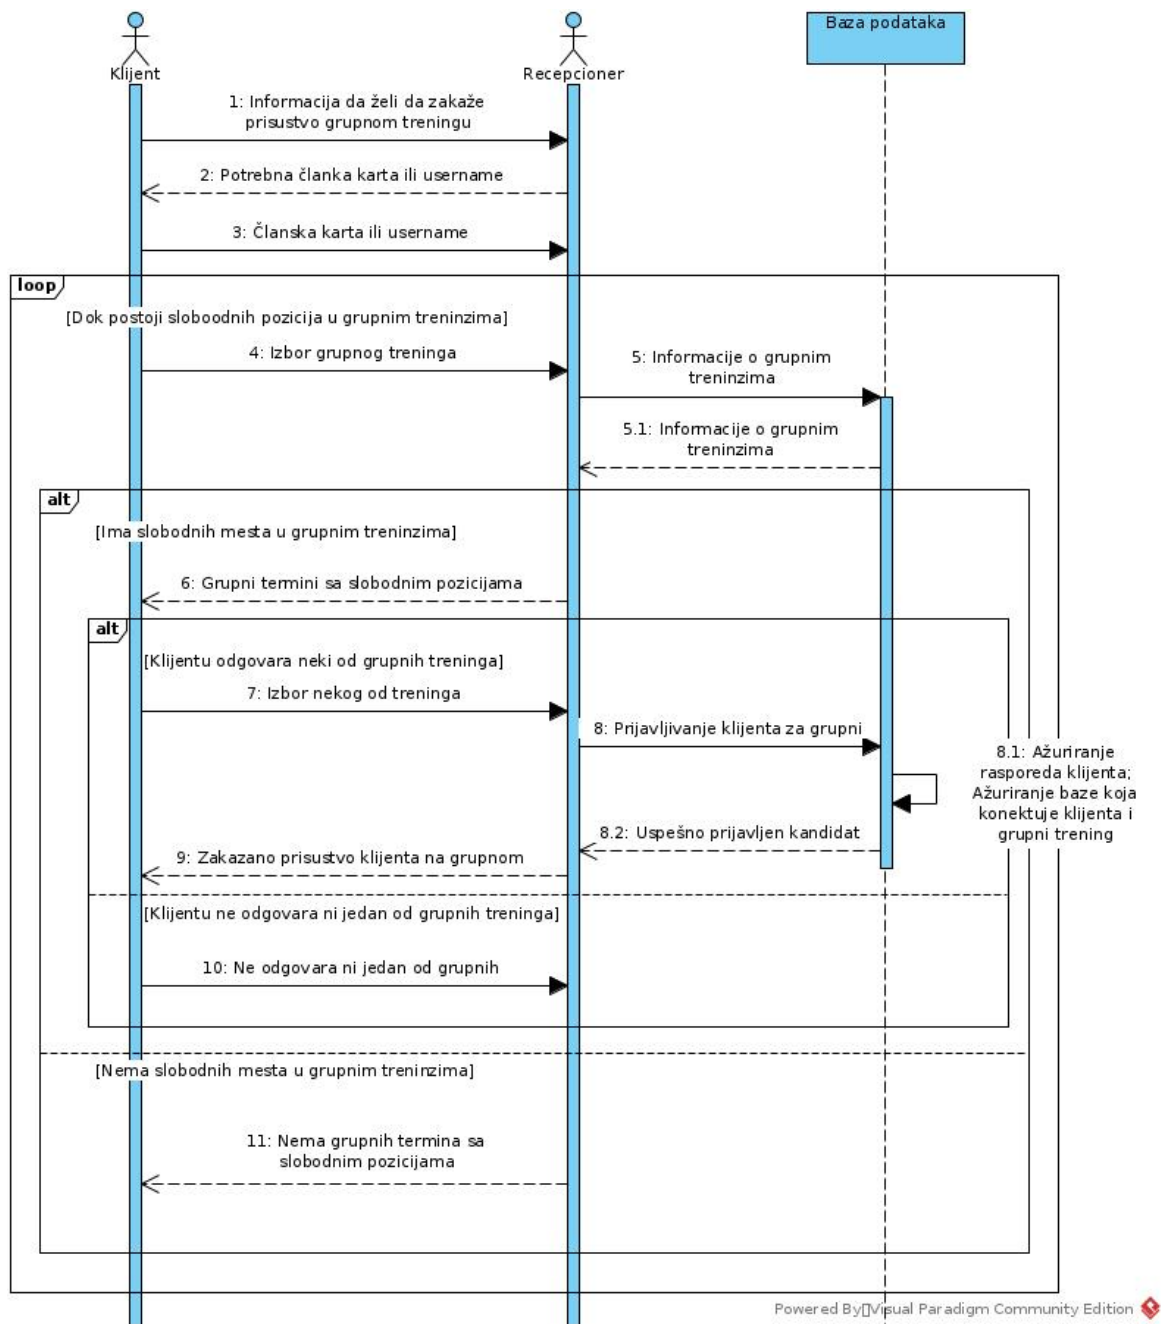 Klijent
Recepcioner
Baza podataka
1: Informacija da želi da zakaže
prisustvo grupnom treningu
2: Potrebna članka karta ili username
3: Članska karta ili username
loop
[Dok postoji sloboodnih pozicija u grupnim treninzima]
4: Izbor grupnog treninga
5: Informacije o grupnim
treninzima
5.1: Informacije o grupnim
treninzima
alt
[Ima slobodnih mesta u grupnim treninzima]
6: Grupni termini sa slobodnim pozicijama
alt
[Klijentu odgovara neki od grupnih treninga]
7: Izbor nekog od treninga
8: Prijavljivanje klijenta za grupni
8.1: Ažuriranje
rasporeda klijenta;
Ažuriranje baze koja
konektuje klijenta i
grupni trening
8.2: Uspešno prijavljen kandidat
9: Zakazano prisustvo klijenta na grupnom
[Klijentu ne odgovara ni jedan od grupnih treninga]
10: Ne odgovara ni jedan od grupnih
[Nema slobodnih mesta u grupnim treninzima]
11: Nema grupnih termina sa
slobodnim pozicijama
Powered By Visual Paradigm Community Edition